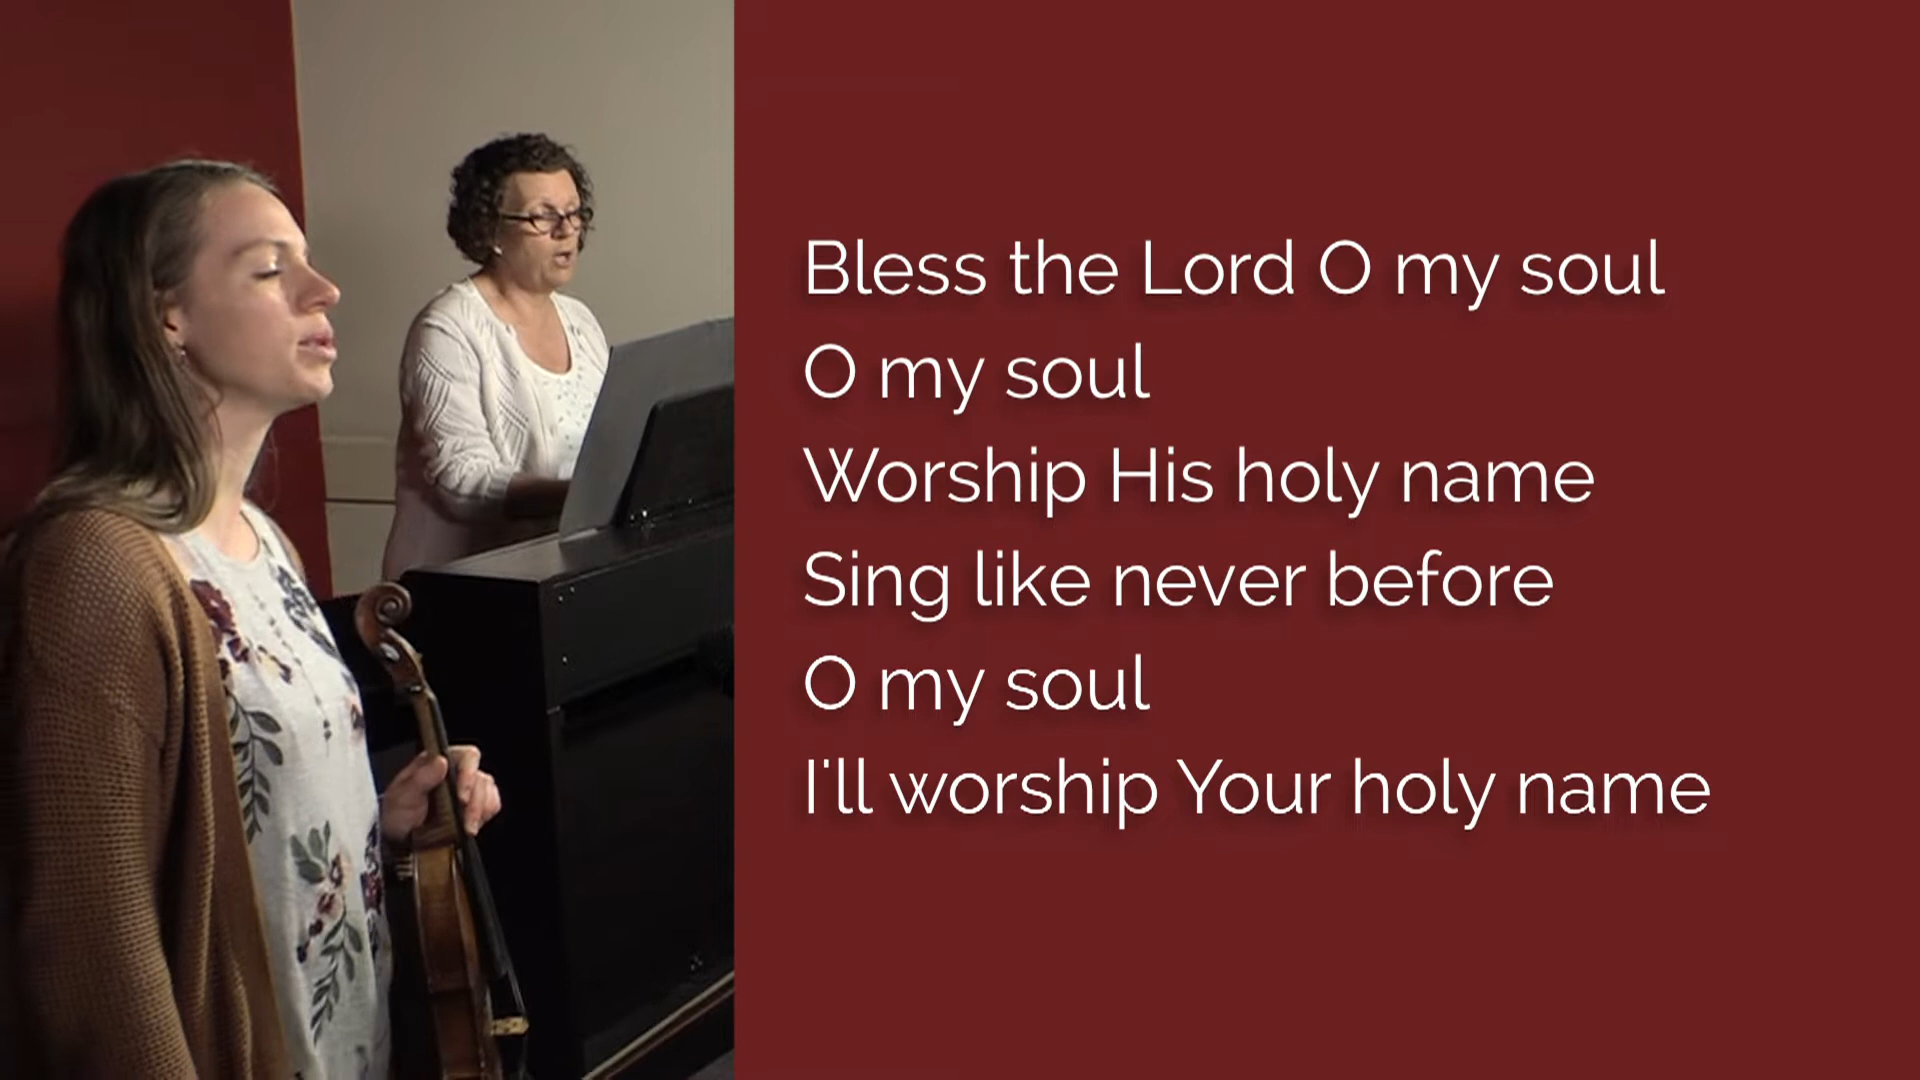 Bless the Lord O my soul
O my soul
Worship His holy name
Sing like never before
O my soul
I'll worship Your holy name